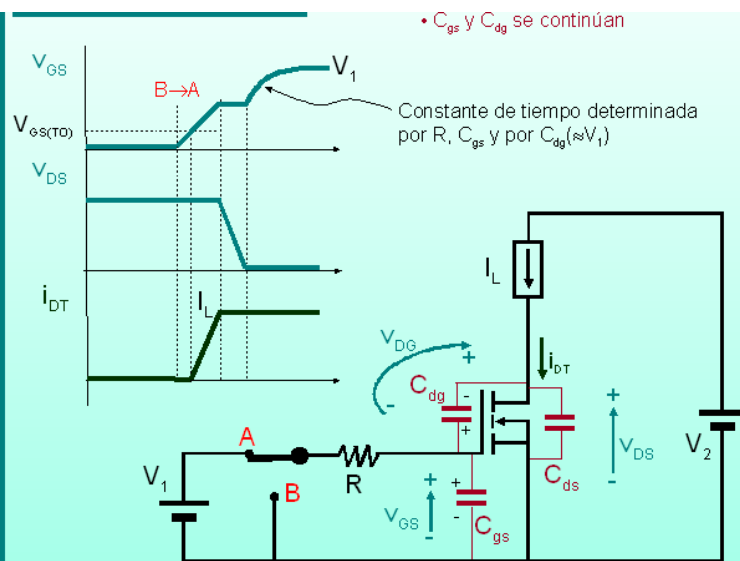 • Cgs y Cdg se continúan
VGS
B→A
V1
VGS(TO)
Constante de tiempo determinada
por R, Cgs y por Cdg(≈V1)
VDS
iDT
IL
IL
VDG
+
-
iDT
Cdg
-
+
+
VDS
-
Cds
V2
A
B
R
V1
+
VGS
-
+
-
Cgs